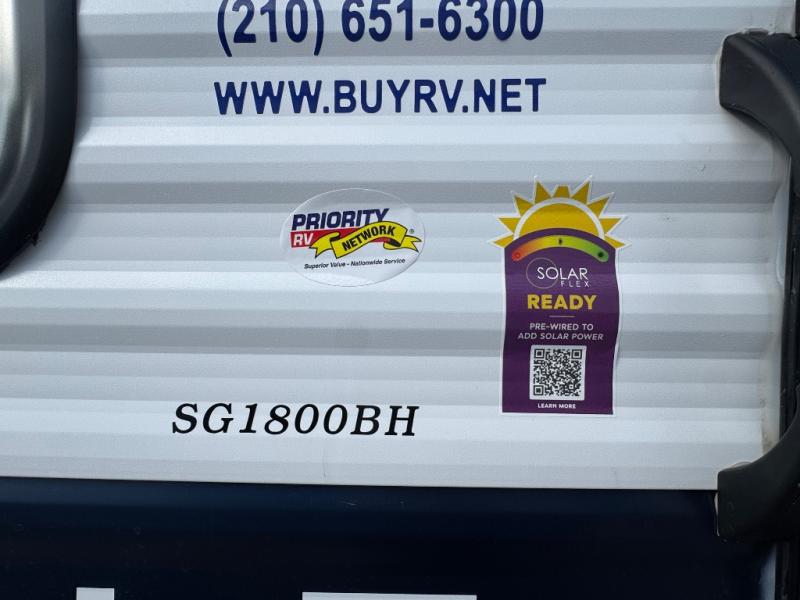 (210) 651-6300
WWW.BUYRV.NET
PRIORITY
RV NETWORK®
Superior Value - Nationwide Service
SOLAR
FLEX
READY
PRE-WIRED TO
ADD SOLAR POWER
LEARN MORE
SG1800BH